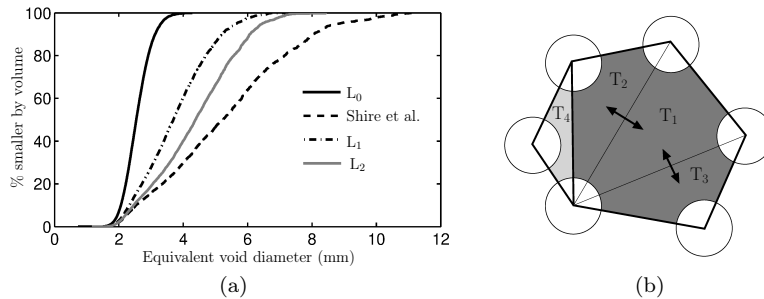 100
80
60
40
20
0
% smaller by volume
0 2 4 6 8 10 12
Equivalent void diameter (mm)
L₀
Shire et al.
L₁
L₂
(a)
T₂
T₁
T₄
T₃
(b)